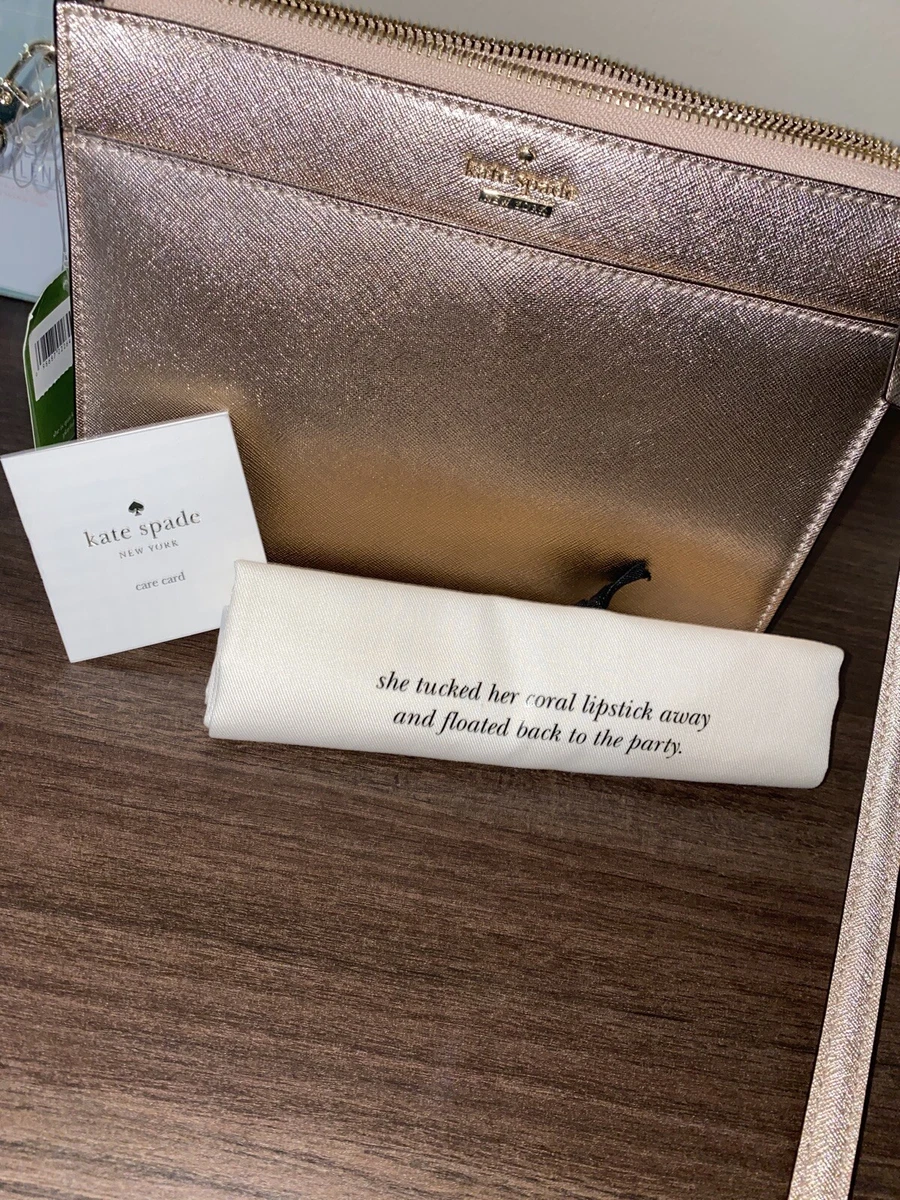 kate spade
NEW YORK
kate spade
NEW YORK
care card
she tucked her coral lipstick away
and floated back to the party.